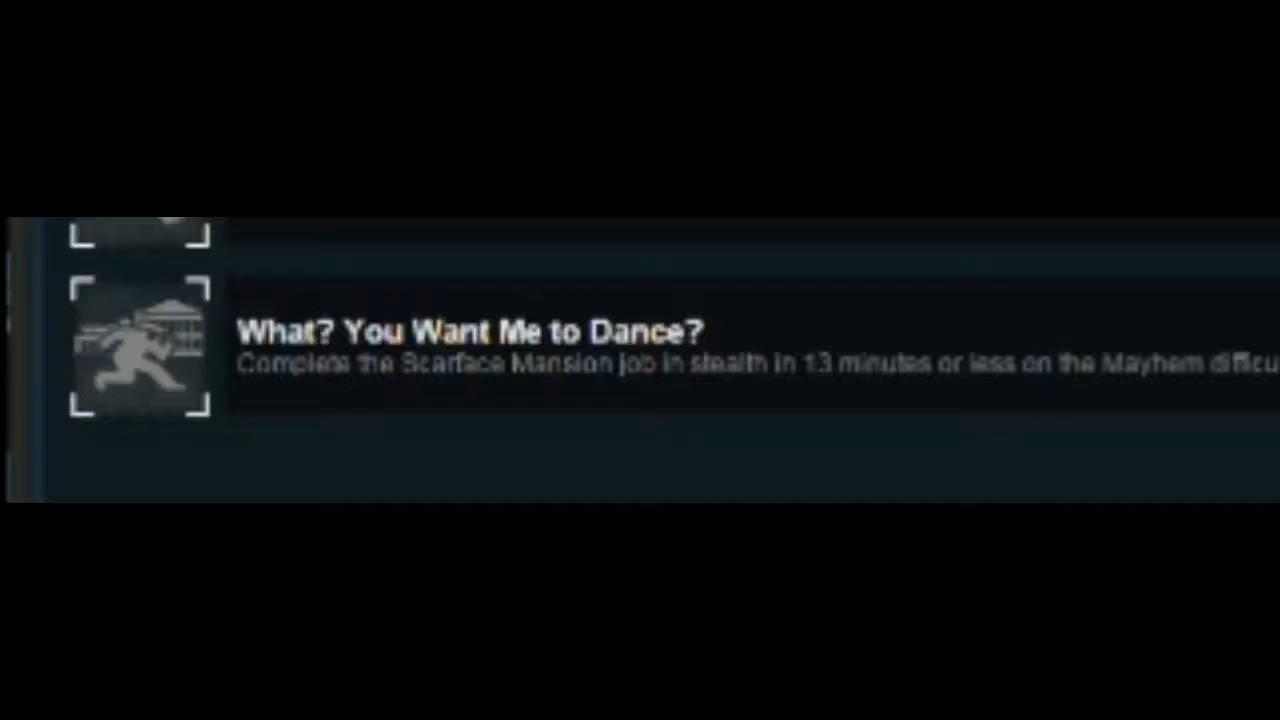 What? You Want Me to Dance?
Complete the Scarface Mansion job in stealth in 13 minutes or less on the Mayhem difficu